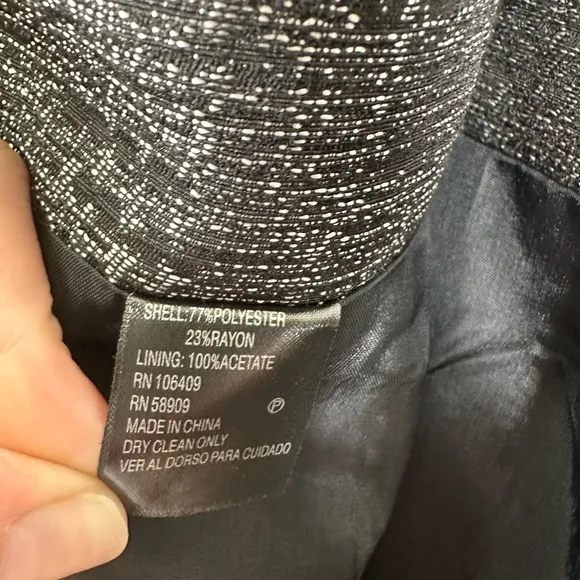 SHELL:77%POLYESTER
23%RAYON
LINING: 100%ACETATE
RN 106409
RN 58909 Ⓟ
MADE IN CHINA
DRY CLEAN ONLY
VER AL DORSO PARA CUIDADO